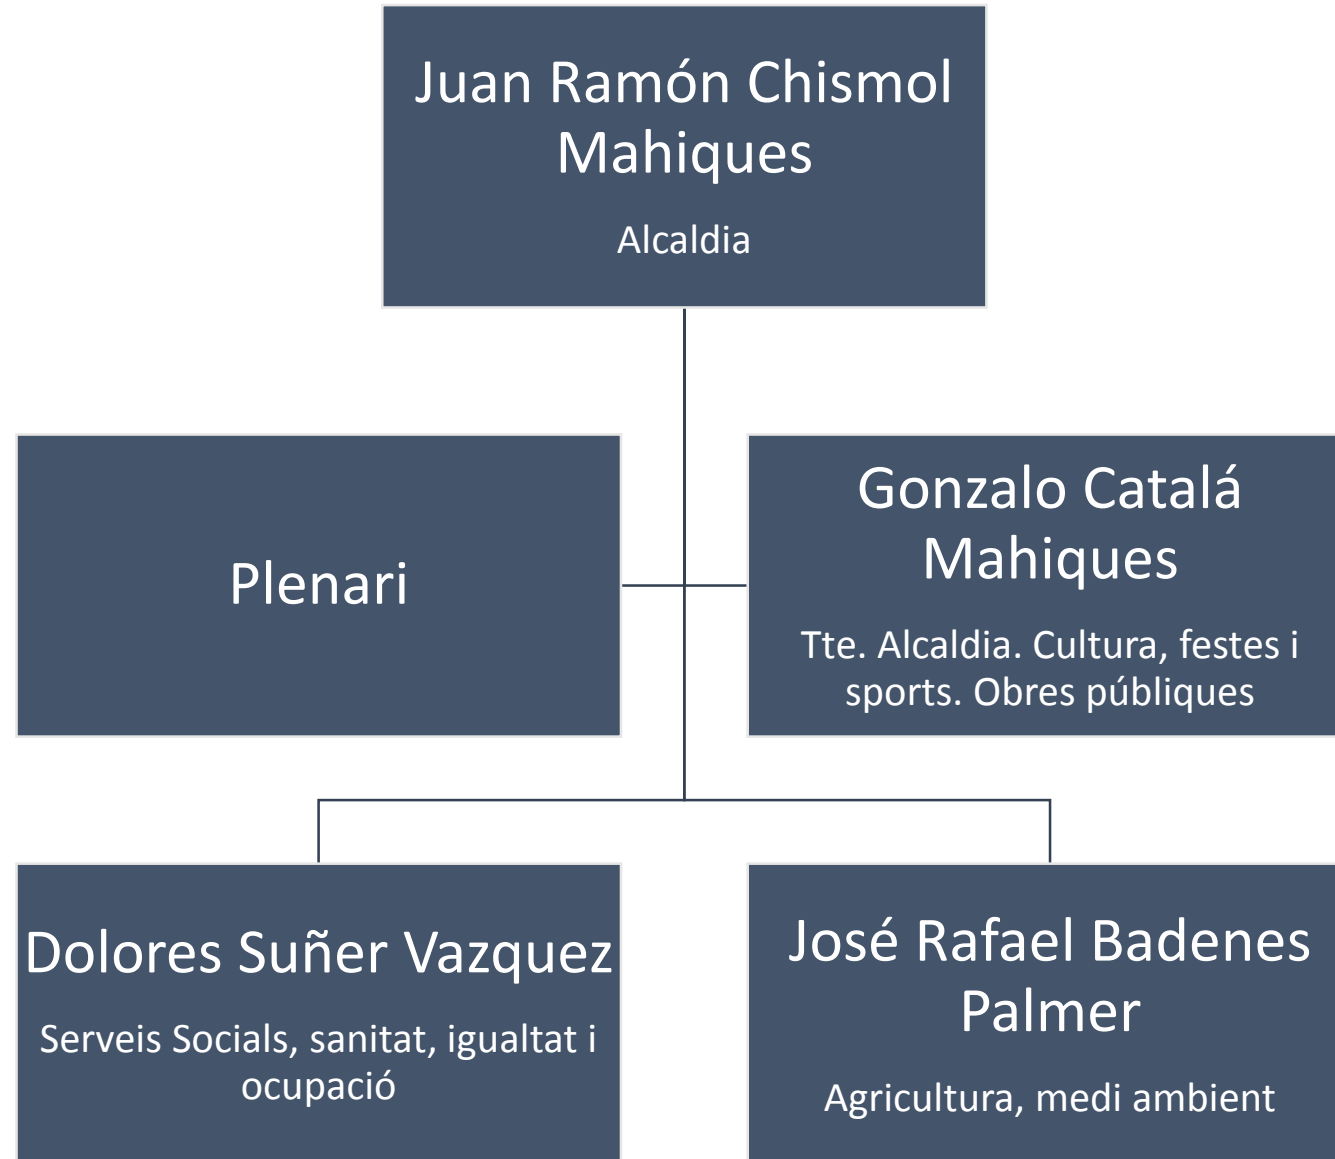 Juan Ramón Chismol
Mahiques
Alcaldia
Plenari
Gonzalo Catalá
Mahiques
Tte. Alcaldia. Cultura, festes i
sports. Obres públiques
Dolores Suñer Vazquez
Serveis Socials, sanitat, igualtat i
ocupació
José Rafael Badenes
Palmer
Agricultura, medi ambient